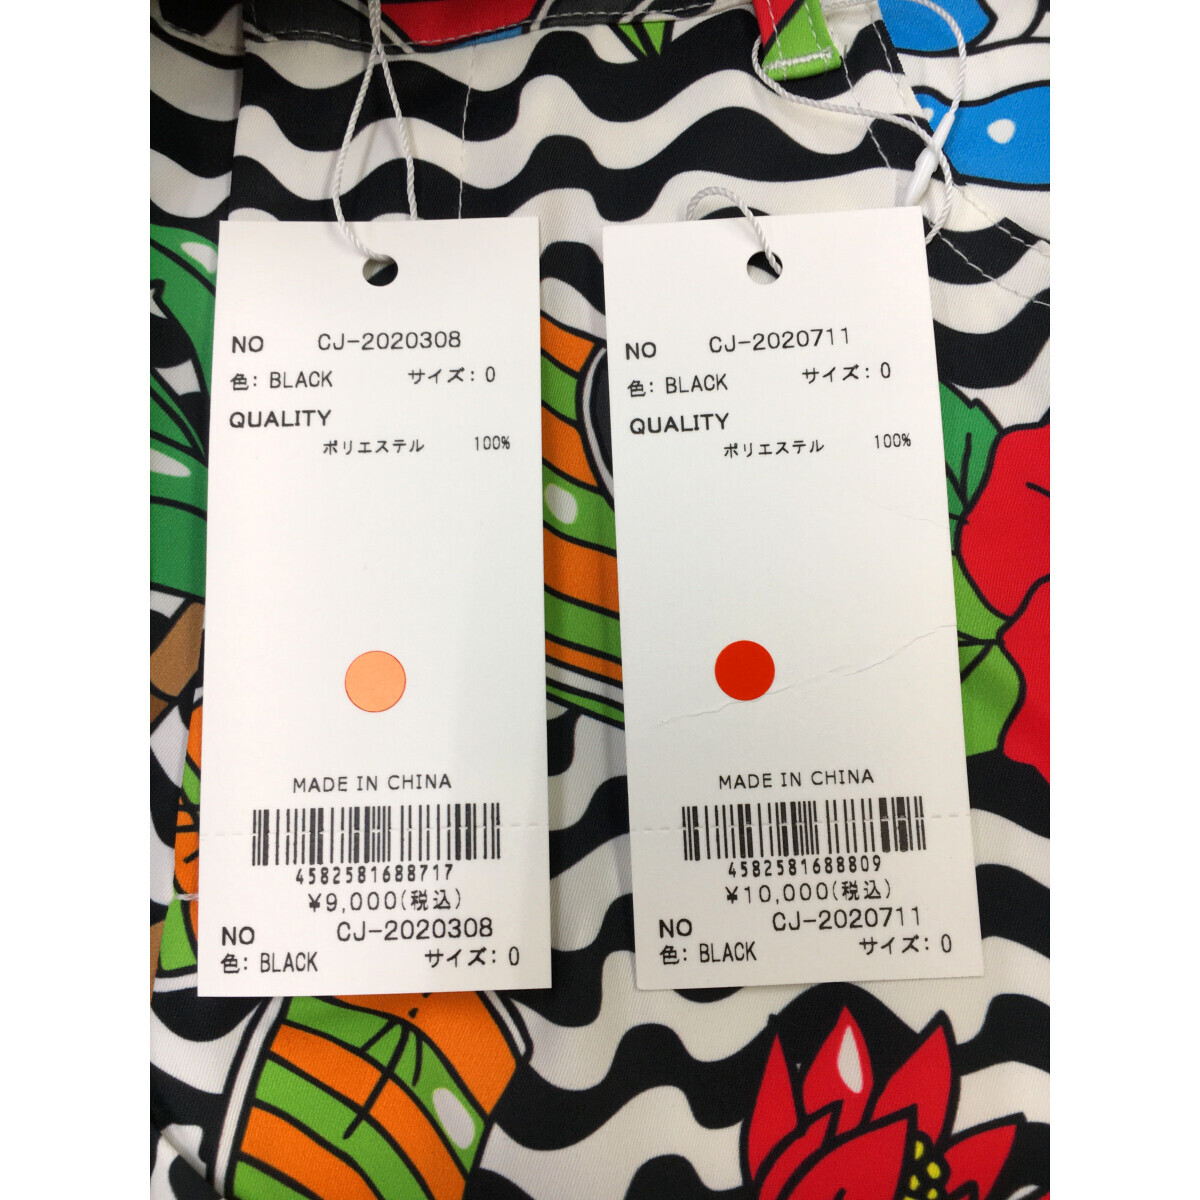 NO CJ-2020308
色: BLACK サイズ: 0
QUALITY
ポリエステル 100%
MADE IN CHINA
4582581688717
¥9,000(税込)
NO CJ-2020308
色: BLACK サイズ: 0
NO CJ-2020711
色: BLACK サイズ: 0
QUALITY
ポリエステル 100%
MADE IN CHINA
4582581688809
¥10,000(税込)
NO CJ-2020711
色: BLACK サイズ: 0